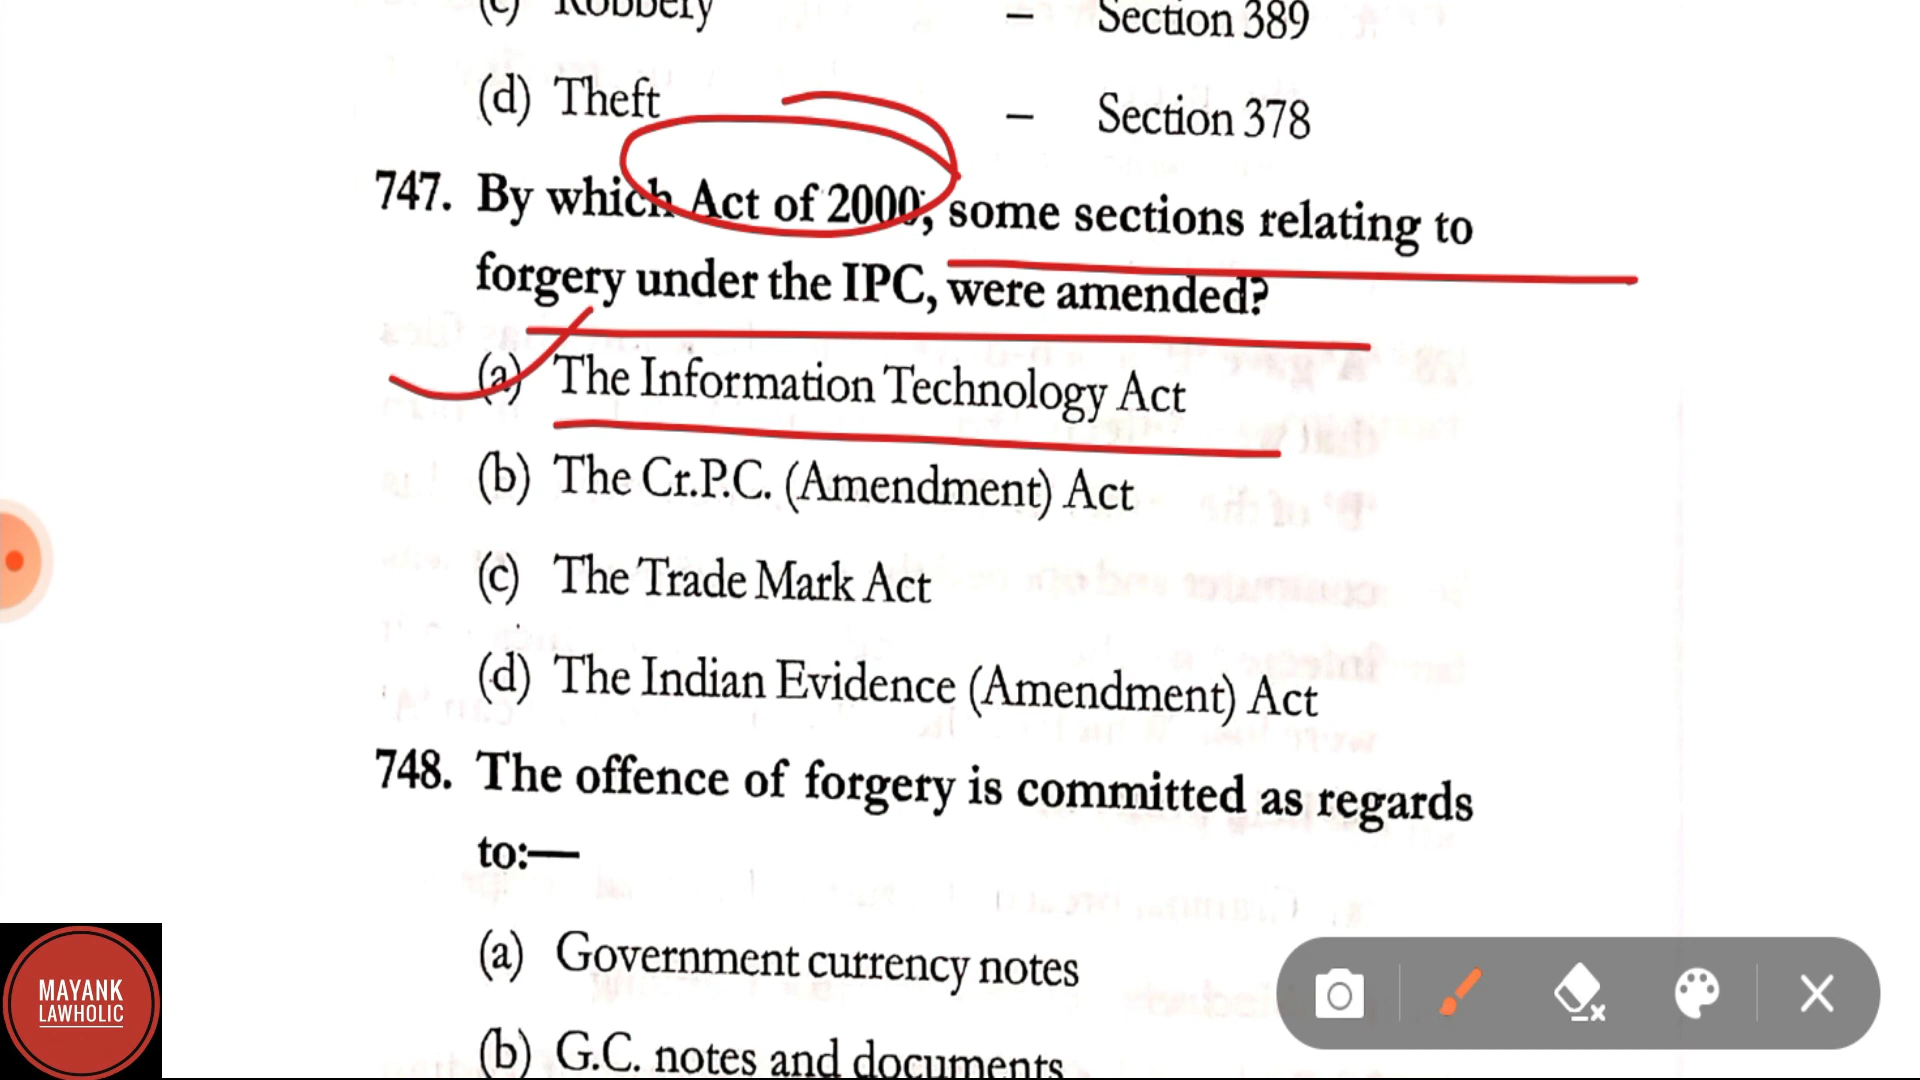 (c) Robbery – Section 389
(d) Theft – Section 378
747. By which Act of 2000, some sections relating to
forgery under the IPC, were amended?
(a) The Information Technology Act
(b) The Cr.P.C. (Amendment) Act
(c) The Trade Mark Act
(d) The Indian Evidence (Amendment) Act
748. The offence of forgery is committed as regards
to:—
(a) Government currency notes
(b) G.C. notes and documents
MAYANK
LAWHOLIC